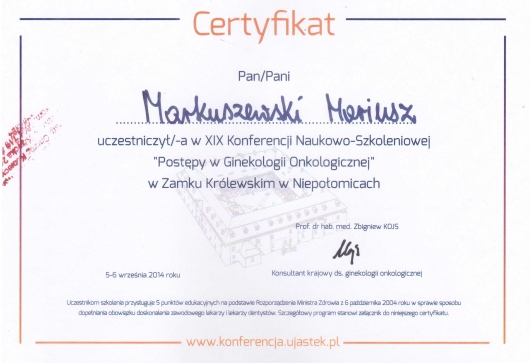 Certyfikat
Pan/Pani
Markuszewski Mariusz
uczestniczył/-a w XIX Konferencji Naukowo-Szkoleniowej
"Postępy w Ginekologii Onkologicznej"
w Zamku Królewskim w Niepołomicach
Prof. dr hab. med. Zbigniew KOJS
5-6 września 2014 roku
Konsultant krajowy ds. ginekologii onkologicznej
Uczestnikom szkolenia przysługuje 5 punktów edukacyjnych na podstawie Rozporządzenia Ministra Zdrowia z 6 października 2004 roku w sprawie sposobu
dopełniania obowiązku doskonalenia zawodowego lekarzy i lekarzy dentystów. Szczegółowy program stanowi załącznik do niniejszego certyfikatu.
www.konferencja.ujastek.pl